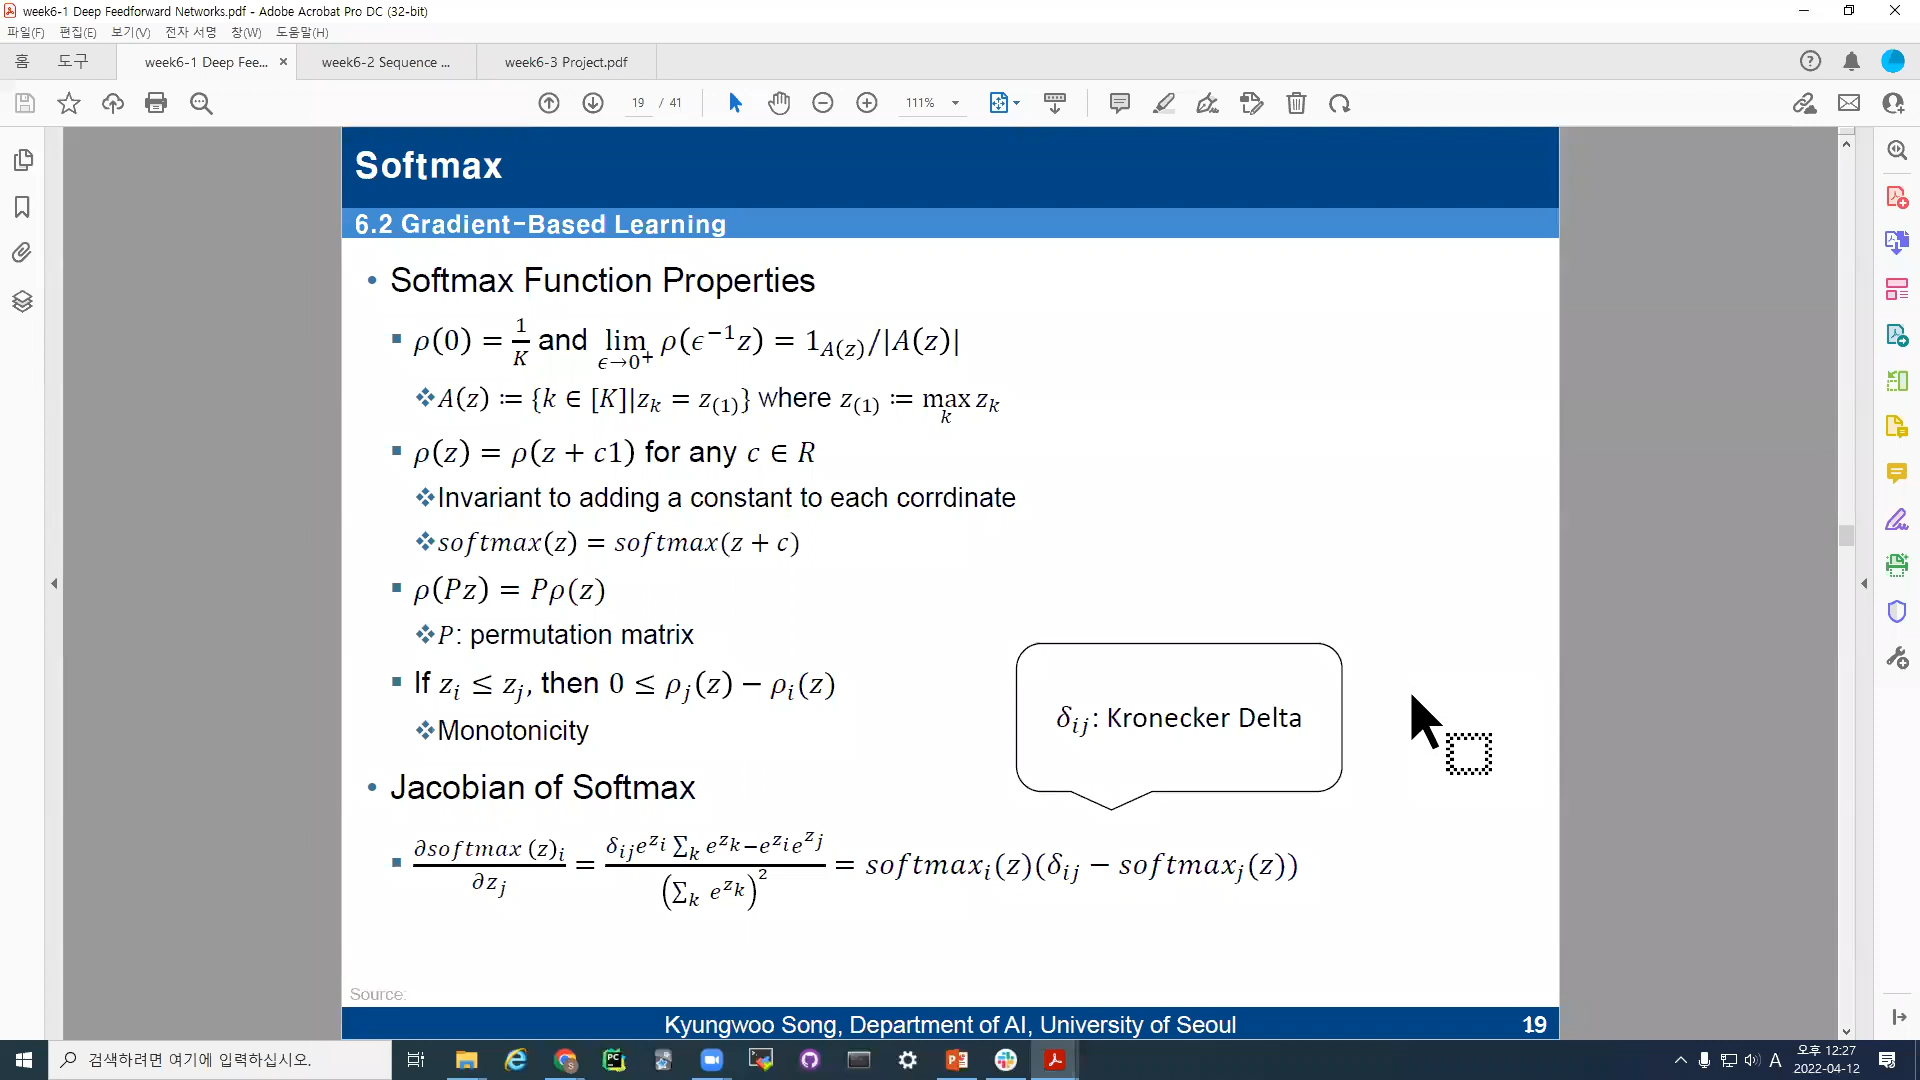 week6-1 Deep Feedforward Networks.pdf - Adobe Acrobat Pro DC (32-bit)
파일(F) 편집(E) 보기(V) 전자 서명 창(W) 도움말(H)
홈 도구 week6-1 Deep Fee... × week6-2 Sequence ... week6-3 Project.pdf
19 / 41 111%
Softmax
6.2 Gradient-Based Learning
• Softmax Function Properties
▪ ρ(0) = 1/K and lim_{ϵ→0⁺} ρ(ϵ⁻¹z) = 1_{A(z)}/|A(z)|
❖A(z) ≔ {k ∈ [K]|z_k = z_(1)} where z_(1) ≔ max_k z_k
▪ ρ(z) = ρ(z + c1) for any c ∈ R
❖Invariant to adding a constant to each corrdinate
❖softmax(z) = softmax(z + c)
▪ ρ(Pz) = Pρ(z)
❖P: permutation matrix
▪ If z_i ≤ z_j, then 0 ≤ ρ_j(z) − ρ_i(z)
❖Monotonicity
δ_ij: Kronecker Delta
• Jacobian of Softmax
▪ ∂softmax (z)_i / ∂z_j = (δ_ij e^{z_i} ∑_k e^{z_k} − e^{z_i} e^{z_j}) / (∑_k e^{z_k})² = softmax_i(z)(δ_ij − softmax_j(z))
Source:
Kyungwoo Song, Department of AI, University of Seoul 19
검색하려면 여기에 입력하십시오.
A 오후 12:27
2022-04-12